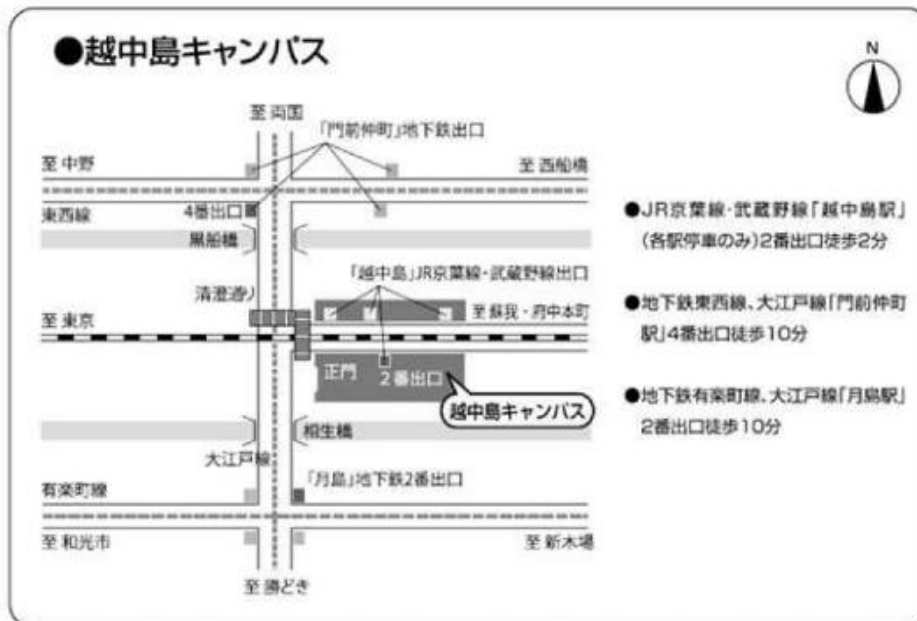 ●越中島キャンパス
N
至 両国
「門前仲町」地下鉄出口
至 中野
至 西船橋
東西線
4番出口
黒船橋
「越中島」JR京葉線・武蔵野線出口
清澄通り
至 東京
至 蘇我・府中本町
正門
2番出口
越中島キャンパス
相生橋
大江戸線
「月島」地下鉄2番出口
有楽町線
至 和光市
至 新木場
至 勝どき
●JR京葉線・武蔵野線「越中島駅」
(各駅停車のみ)2番出口徒歩2分
●地下鉄東西線、大江戸線「門前仲町
駅」4番出口徒歩10分
●地下鉄有楽町線、大江戸線「月島駅」
2番出口徒歩10分